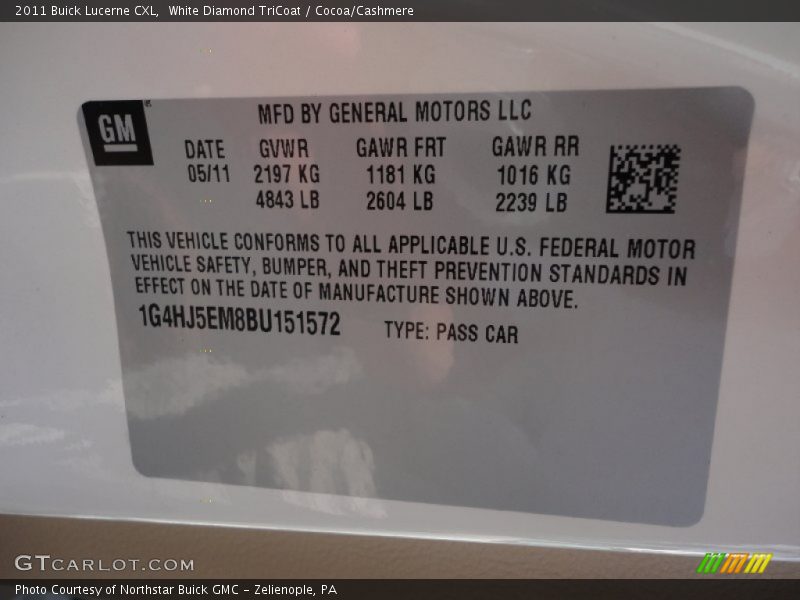 2011 Buick Lucerne CXL,  White Diamond TriCoat / Cocoa/Cashmere
GM
MFD BY GENERAL MOTORS LLC
DATE GVWR GAWR FRT GAWR RR
05/11 2197 KG 1181 KG 1016 KG
4843 LB 2604 LB 2239 LB
THIS VEHICLE CONFORMS TO ALL APPLICABLE U.S. FEDERAL MOTOR
VEHICLE SAFETY, BUMPER, AND THEFT PREVENTION STANDARDS IN
EFFECT ON THE DATE OF MANUFACTURE SHOWN ABOVE.
1G4HJ5EM8BU151572 TYPE: PASS CAR
GTCARLOT.COM
Photo Courtesy of Northstar Buick GMC – Zelienople, PA